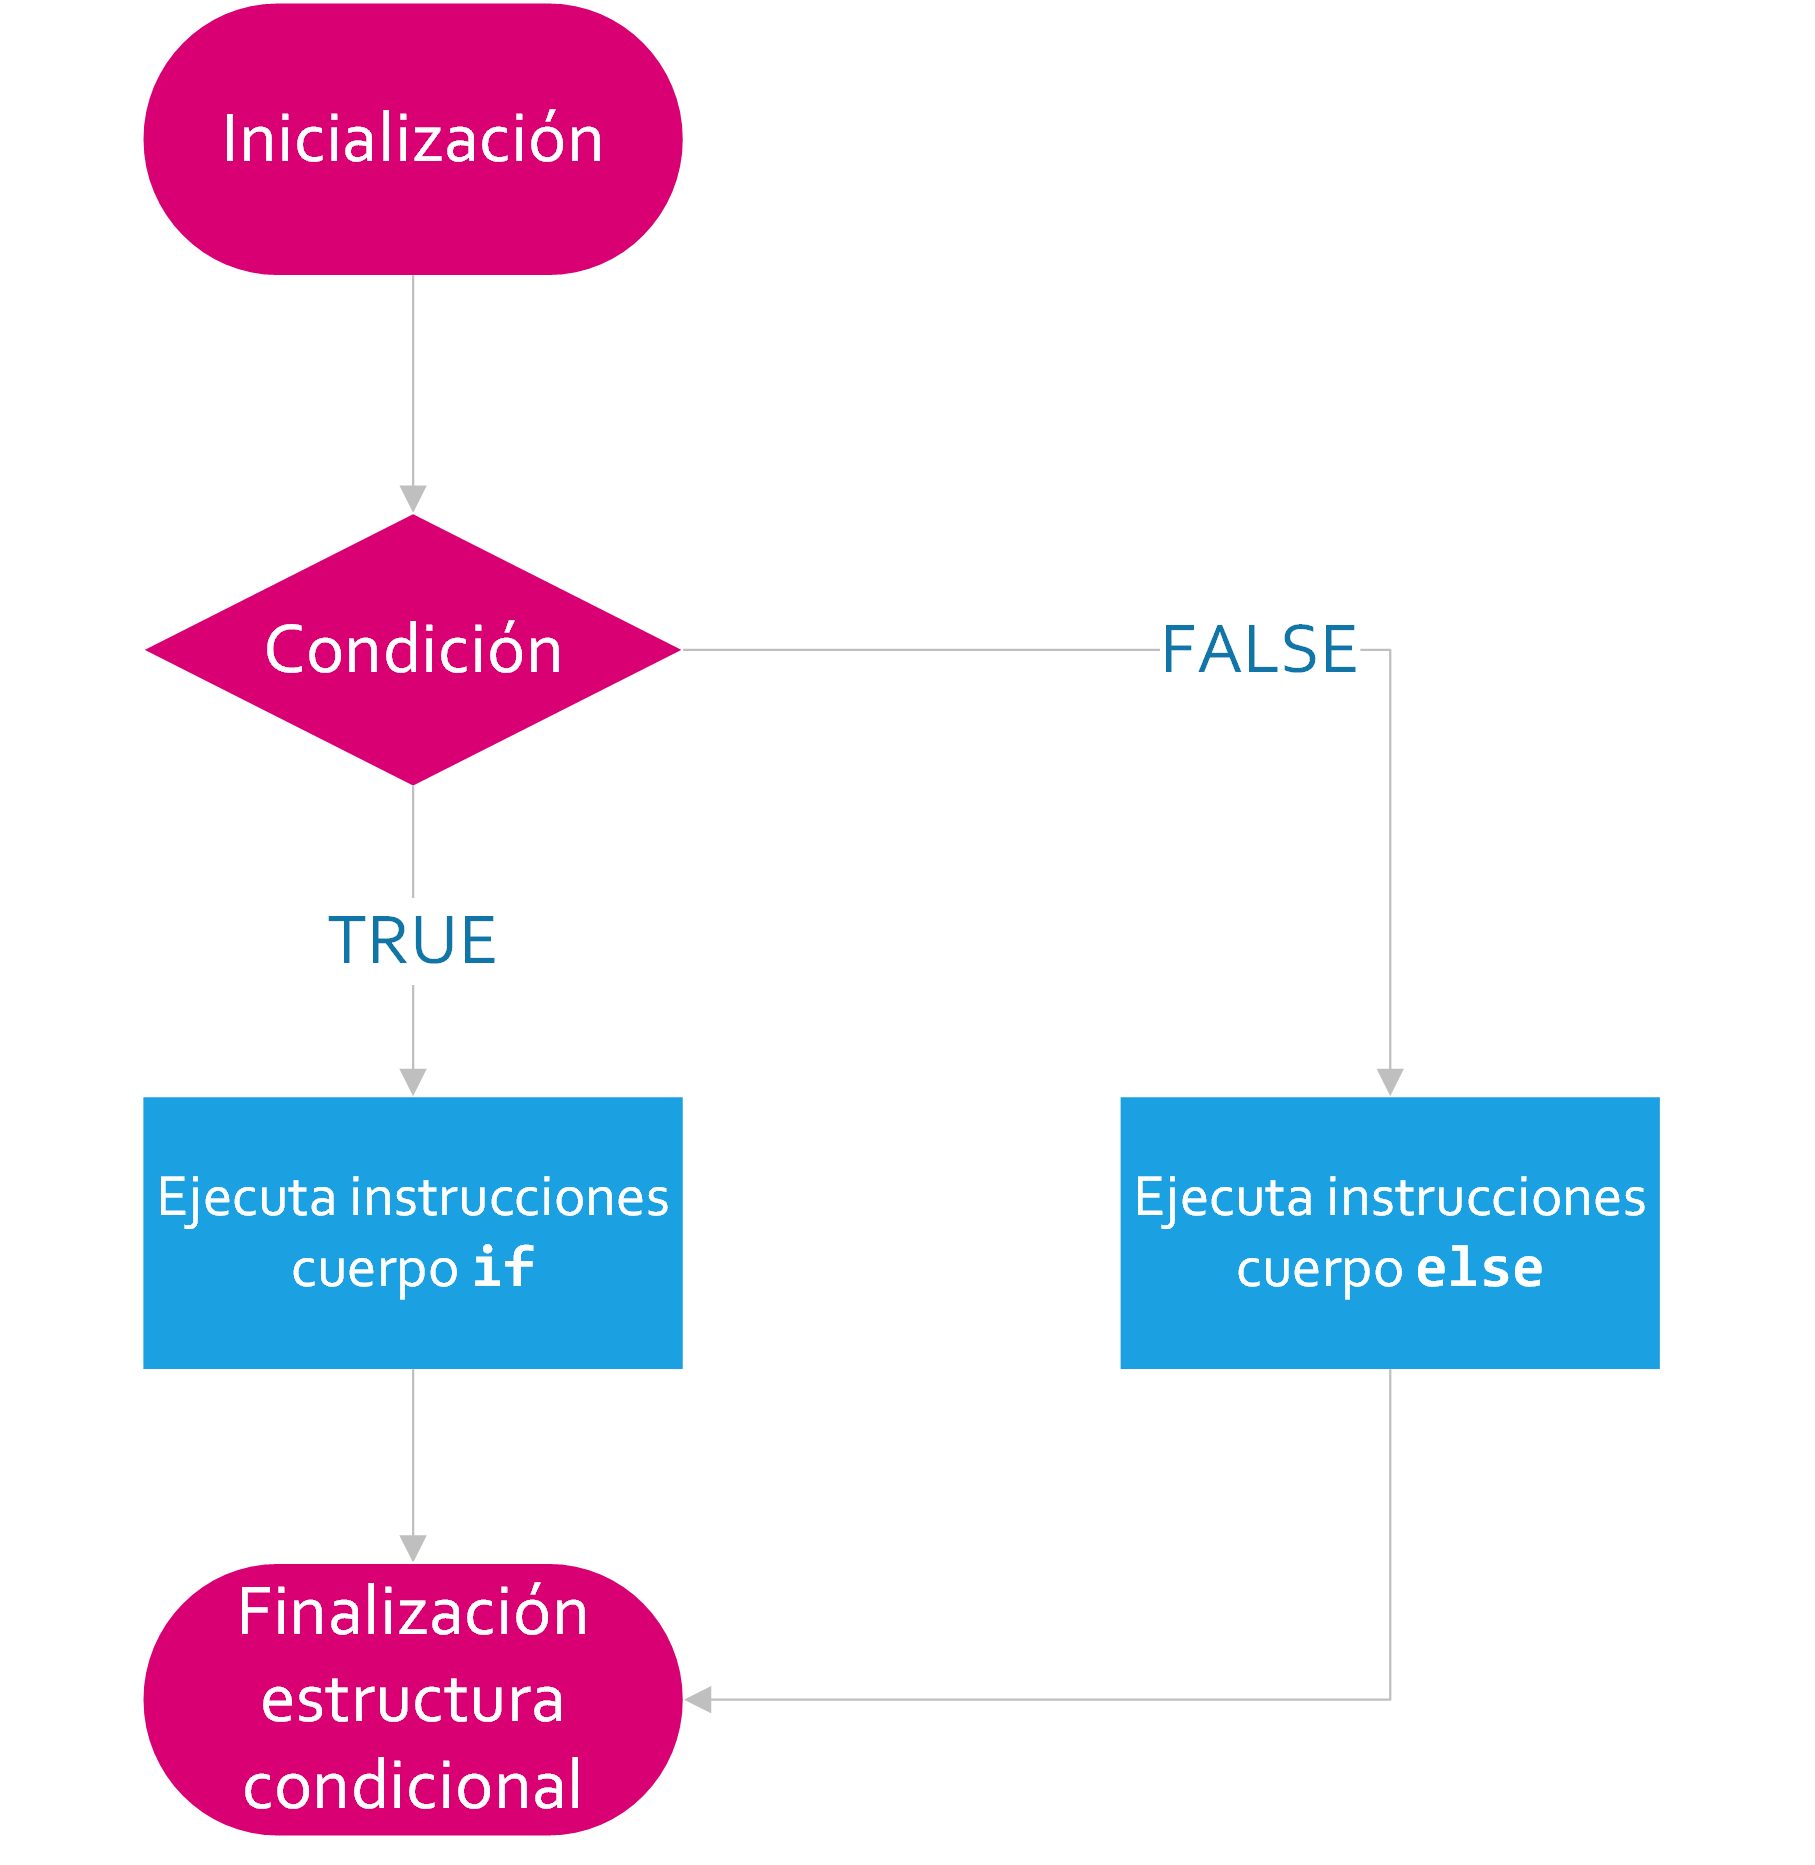 Inicialización
Condición
FALSE
TRUE
Ejecuta instrucciones
cuerpo if
Ejecuta instrucciones
cuerpo else
Finalización
estructura
condicional